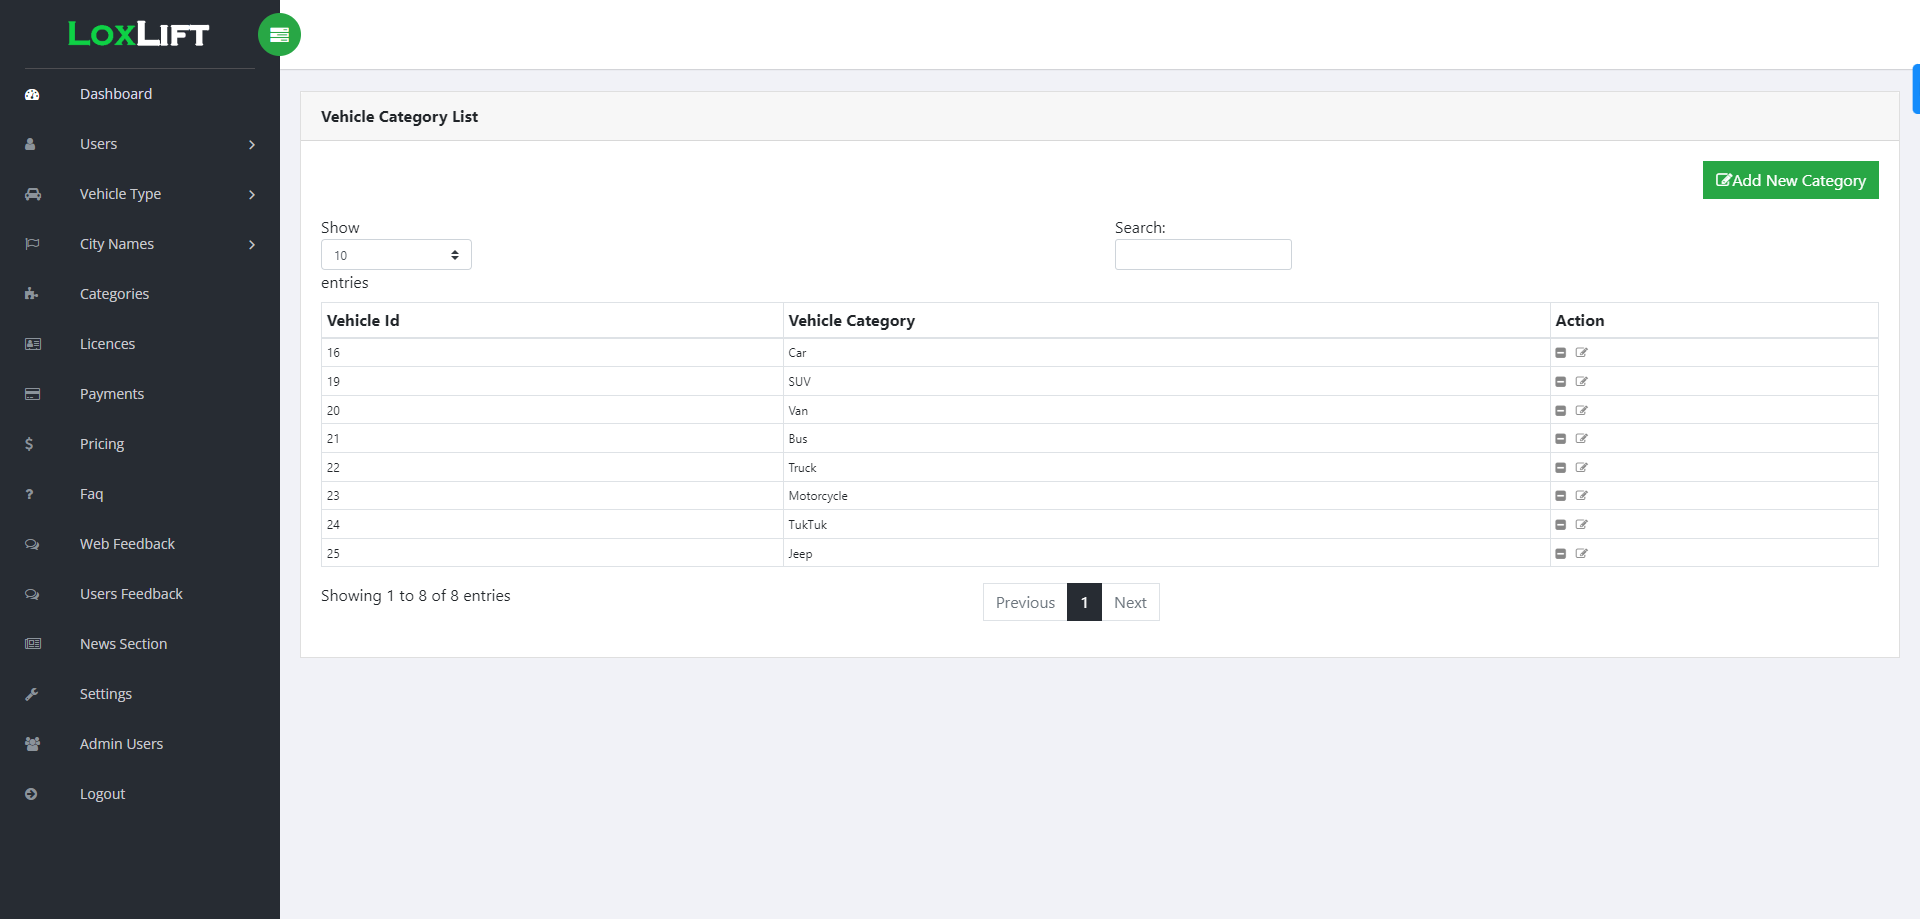 LOXLIFT
Dashboard
Users
Vehicle Type
City Names
Categories
Licences
Payments
Pricing
Faq
Web Feedback
Users Feedback
News Section
Settings
Admin Users
Logout
Vehicle Category List
Add New Category
Show
10
entries
Search:
Vehicle Id Vehicle Category Action
16 Car
19 SUV
20 Van
21 Bus
22 Truck
23 Motorcycle
24 TukTuk
25 Jeep
Showing 1 to 8 of 8 entries
Previous 1 Next